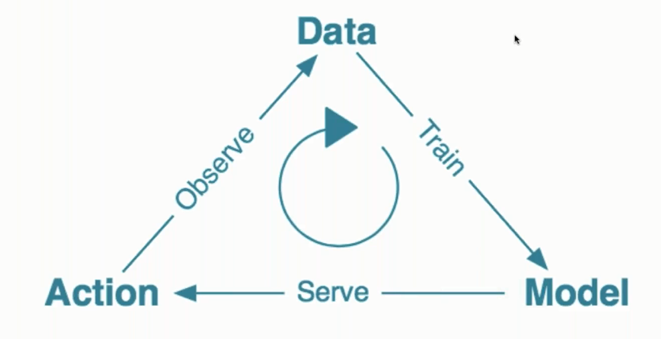 Data
Observe
Train
Action
Serve
Model